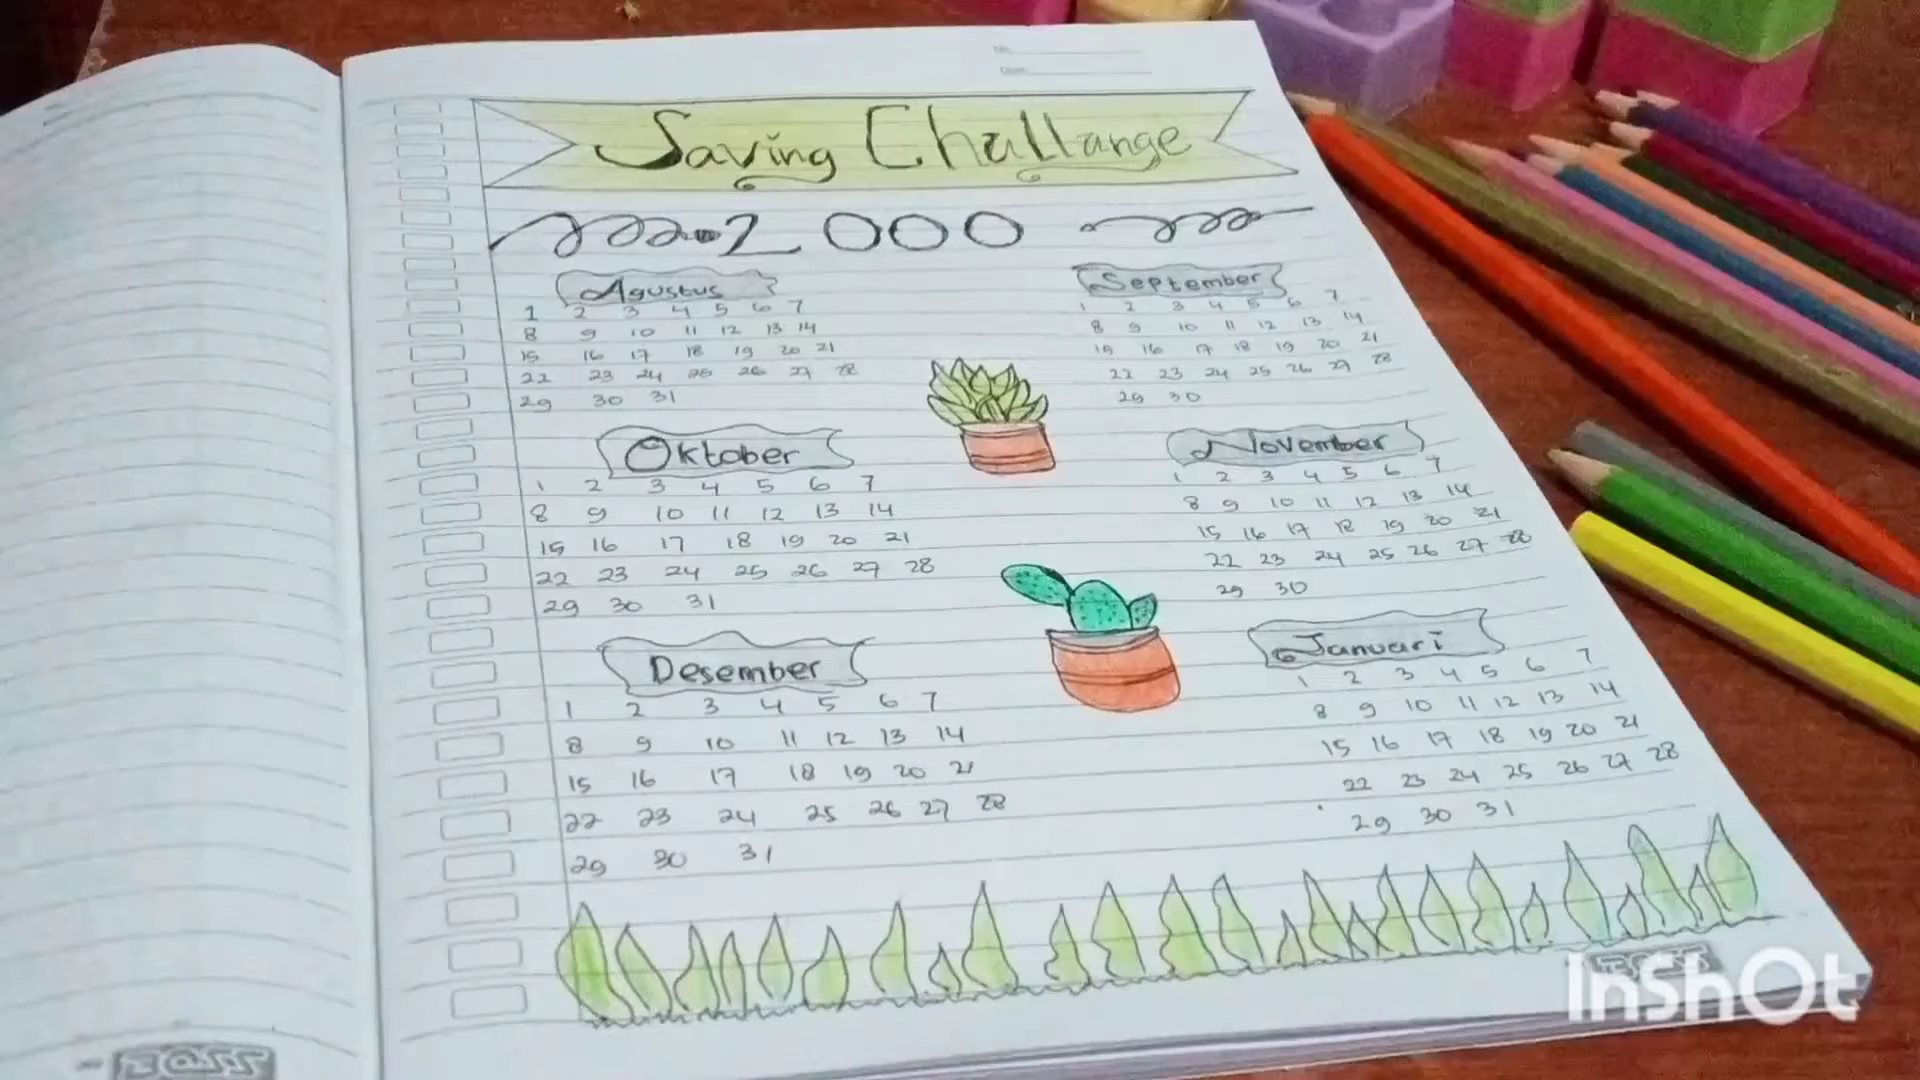 No.
Date.
Saving Challange
2000
Agustus
1 2 3 4 5 6 7
8 9 10 11 12 13 14
15 16 17 18 19 20 21
22 23 24 25 26 27 28
29 30 31
September
1 2 3 4 5 6 7
8 9 10 11 12 13 14
15 16 17 18 19 20 21
22 23 24 25 26 27 28
29 30
Oktober
1 2 3 4 5 6 7
8 9 10 11 12 13 14
15 16 17 18 19 20 21
22 23 24 25 26 27 28
29 30 31
November
1 2 3 4 5 6 7
8 9 10 11 12 13 14
15 16 17 18 19 20 21
22 23 24 25 26 27 28
29 30
Desember
1 2 3 4 5 6 7
8 9 10 11 12 13 14
15 16 17 18 19 20 21
22 23 24 25 26 27 28
29 30 31
Januari
1 2 3 4 5 6 7
8 9 10 11 12 13 14
15 16 17 18 19 20 21
22 23 24 25 26 27 28
29 30 31
InShOt